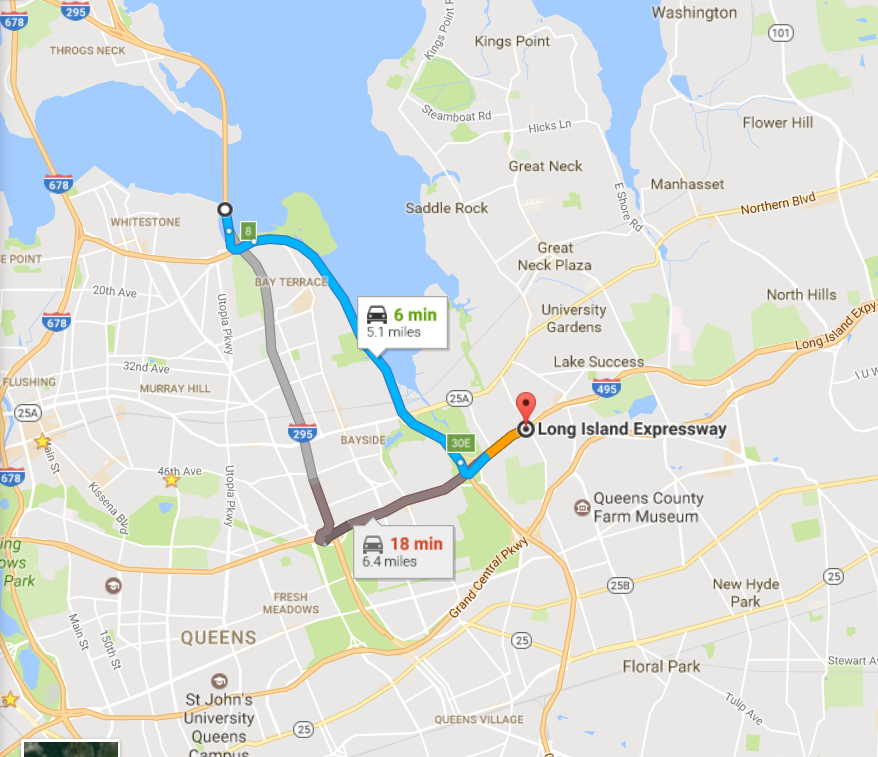 678
295
THROGS NECK
Kings Point R
Kings Point
Washington
101
Steamboat Rd
Hicks Ln
Flower Hill
Great Neck
678
Manhasset
E Shore Rd
Northern Blvd
Saddle Rock
WHITESTONE
8
E POINT
Great
Neck Plaza
BAY TERRACE
20th Ave
North Hills
6 min
5.1 miles
University
Gardens
678
Utopia Pkwy
Long Island Expy
Lake Success
32nd Ave
I U W
FLUSHING
MURRAY HILL
495
25A
25A
Long Island Expressway
295
BAYSIDE
30E
Main St
46th Ave
678
Utopia Pkwy
Kissena Blvd
Queens County
Farm Museum
18 min
6.4 miles
ing
ows
Park
Grand Central Pkwy
25B
25
New Hyde
Park
FRESH
MEADOWS
Main St
150th St
QUEENS
25
Floral Park
Stewart Av
St John's
University
Queens
Campus
Tulip Ave
QUEENS VILLAGE
25